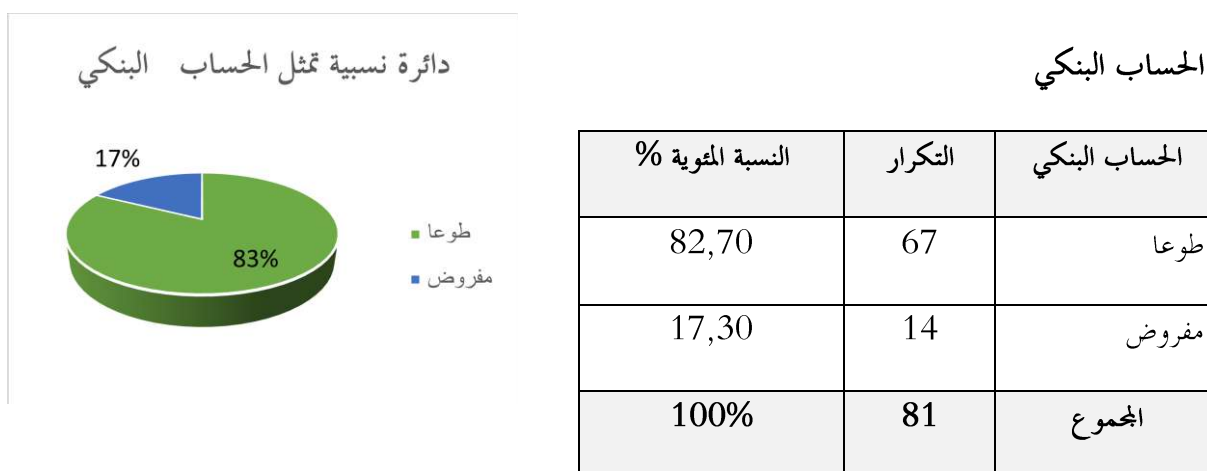 الحساب البنكي
الحساب البنكي التكرار النسبة المئوية %
طوعا 67 82,70
مفروض 14 17,30
المجموع 81 100%
دائرة نسبية تمثل الحساب البنكي
17%
83%
طوعا
مفروض